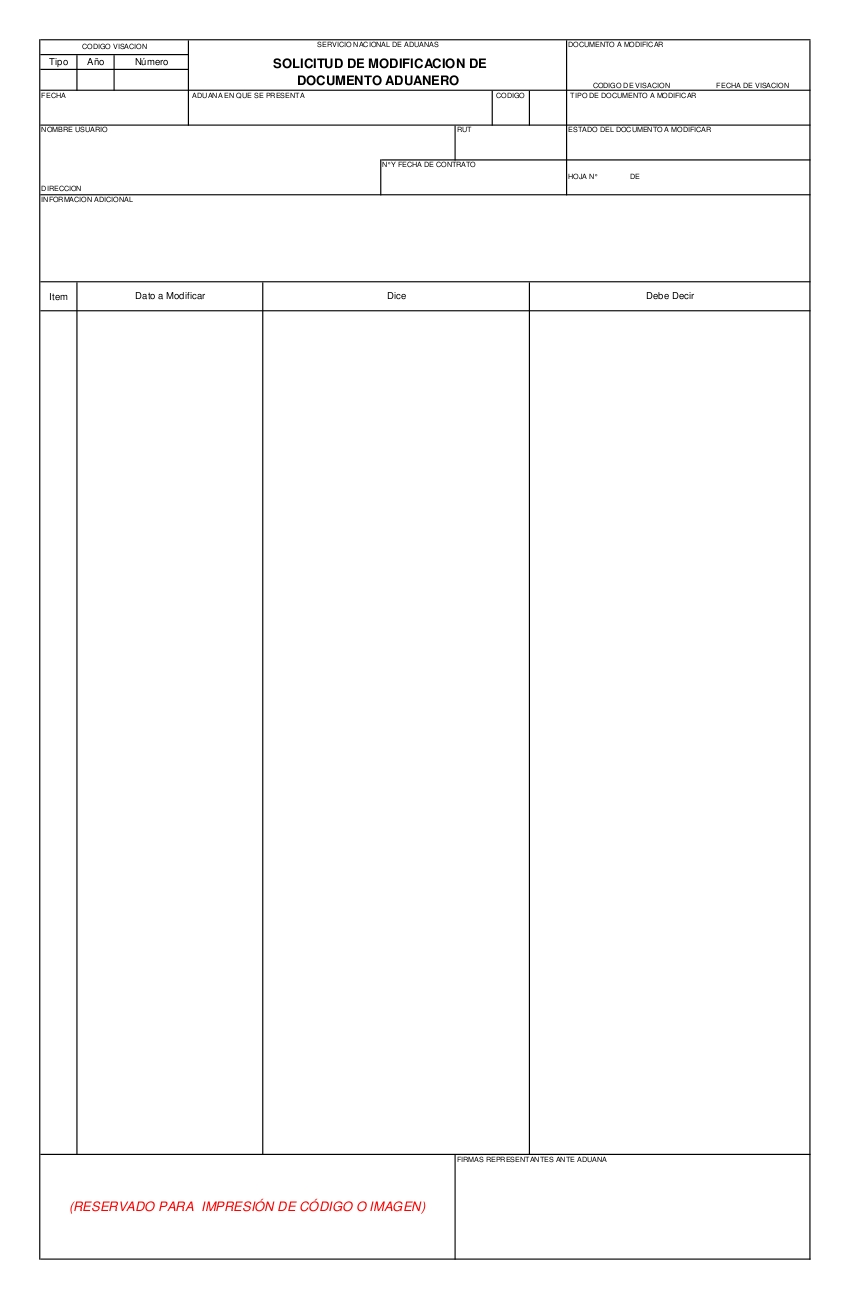 CODIGO VISACION
Tipo Año Número
SERVICIO NACIONAL DE ADUANAS
SOLICITUD DE MODIFICACION DE
DOCUMENTO ADUANERO
DOCUMENTO A MODIFICAR
CODIGO DE VISACION FECHA DE VISACION
FECHA
ADUANA EN QUE SE PRESENTA
CODIGO
TIPO DE DOCUMENTO A MODIFICAR
NOMBRE USUARIO
RUT
ESTADO DEL DOCUMENTO A MODIFICAR
N°Y FECHA DE CONTRATO
HOJA N° DE
DIRECCION
INFORMACION ADICIONAL
Item Dato a Modificar Dice Debe Decir
FIRMAS REPRESENTANTES ANTE ADUANA
(RESERVADO PARA IMPRESIÓN DE CÓDIGO O IMAGEN)